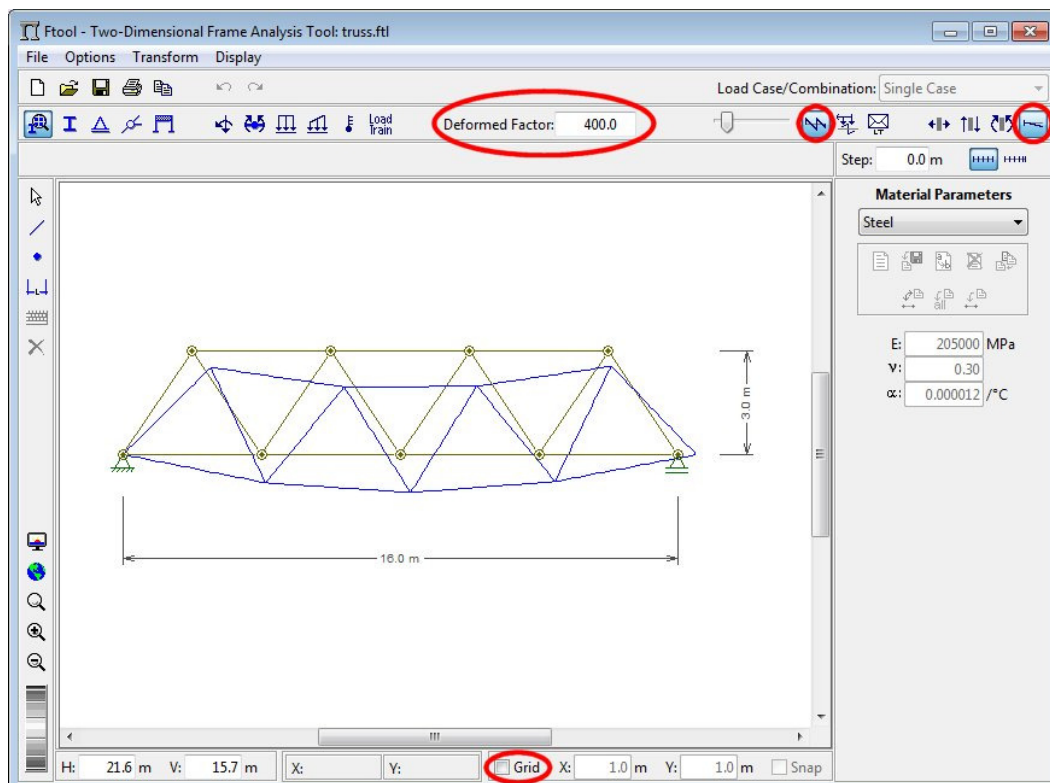 Ftool - Two-Dimensional Frame Analysis Tool: truss.ftl
File Options Transform Display
Load Case/Combination: Single Case
Load Train
Deformed Factor: 400.0
Step: 0.0 m
Material Parameters
Steel
all
E: 205000 MPa
ν: 0.30
α: 0.000012 /°C
3.0 m
16.0 m
H: 21.6 m V: 15.7 m X: Y: Grid X: 1.0 m Y: 1.0 m Snap